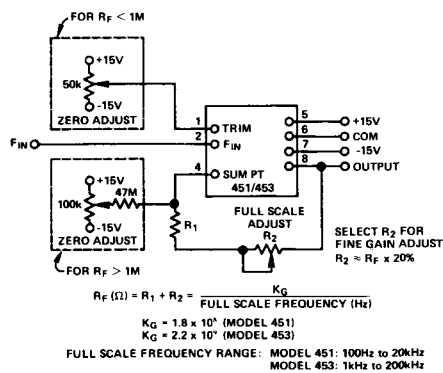 FOR RF < 1M
+15V
50k
-15V
ZERO ADJUST
FIN
1 TRIM
2 FIN
4 SUM PT
451/453
5 +15V
6 COM
7 -15V
8 OUTPUT
+15V
47M
100k
-15V
ZERO ADJUST
FOR RF > 1M
R1
FULL SCALE
ADJUST
R2
SELECT R2 FOR
FINE GAIN ADJUST
R2 ≈ RF x 20%
RF (Ω) = R1 + R2 = KG
FULL SCALE FREQUENCY (Hz)
KG = 1.8 x (MODEL 451)
KG = 2.2 x (MODEL 453)
FULL SCALE FREQUENCY RANGE: MODEL 451: 100Hz to 20kHz
MODEL 453: 1kHz to 200kHz